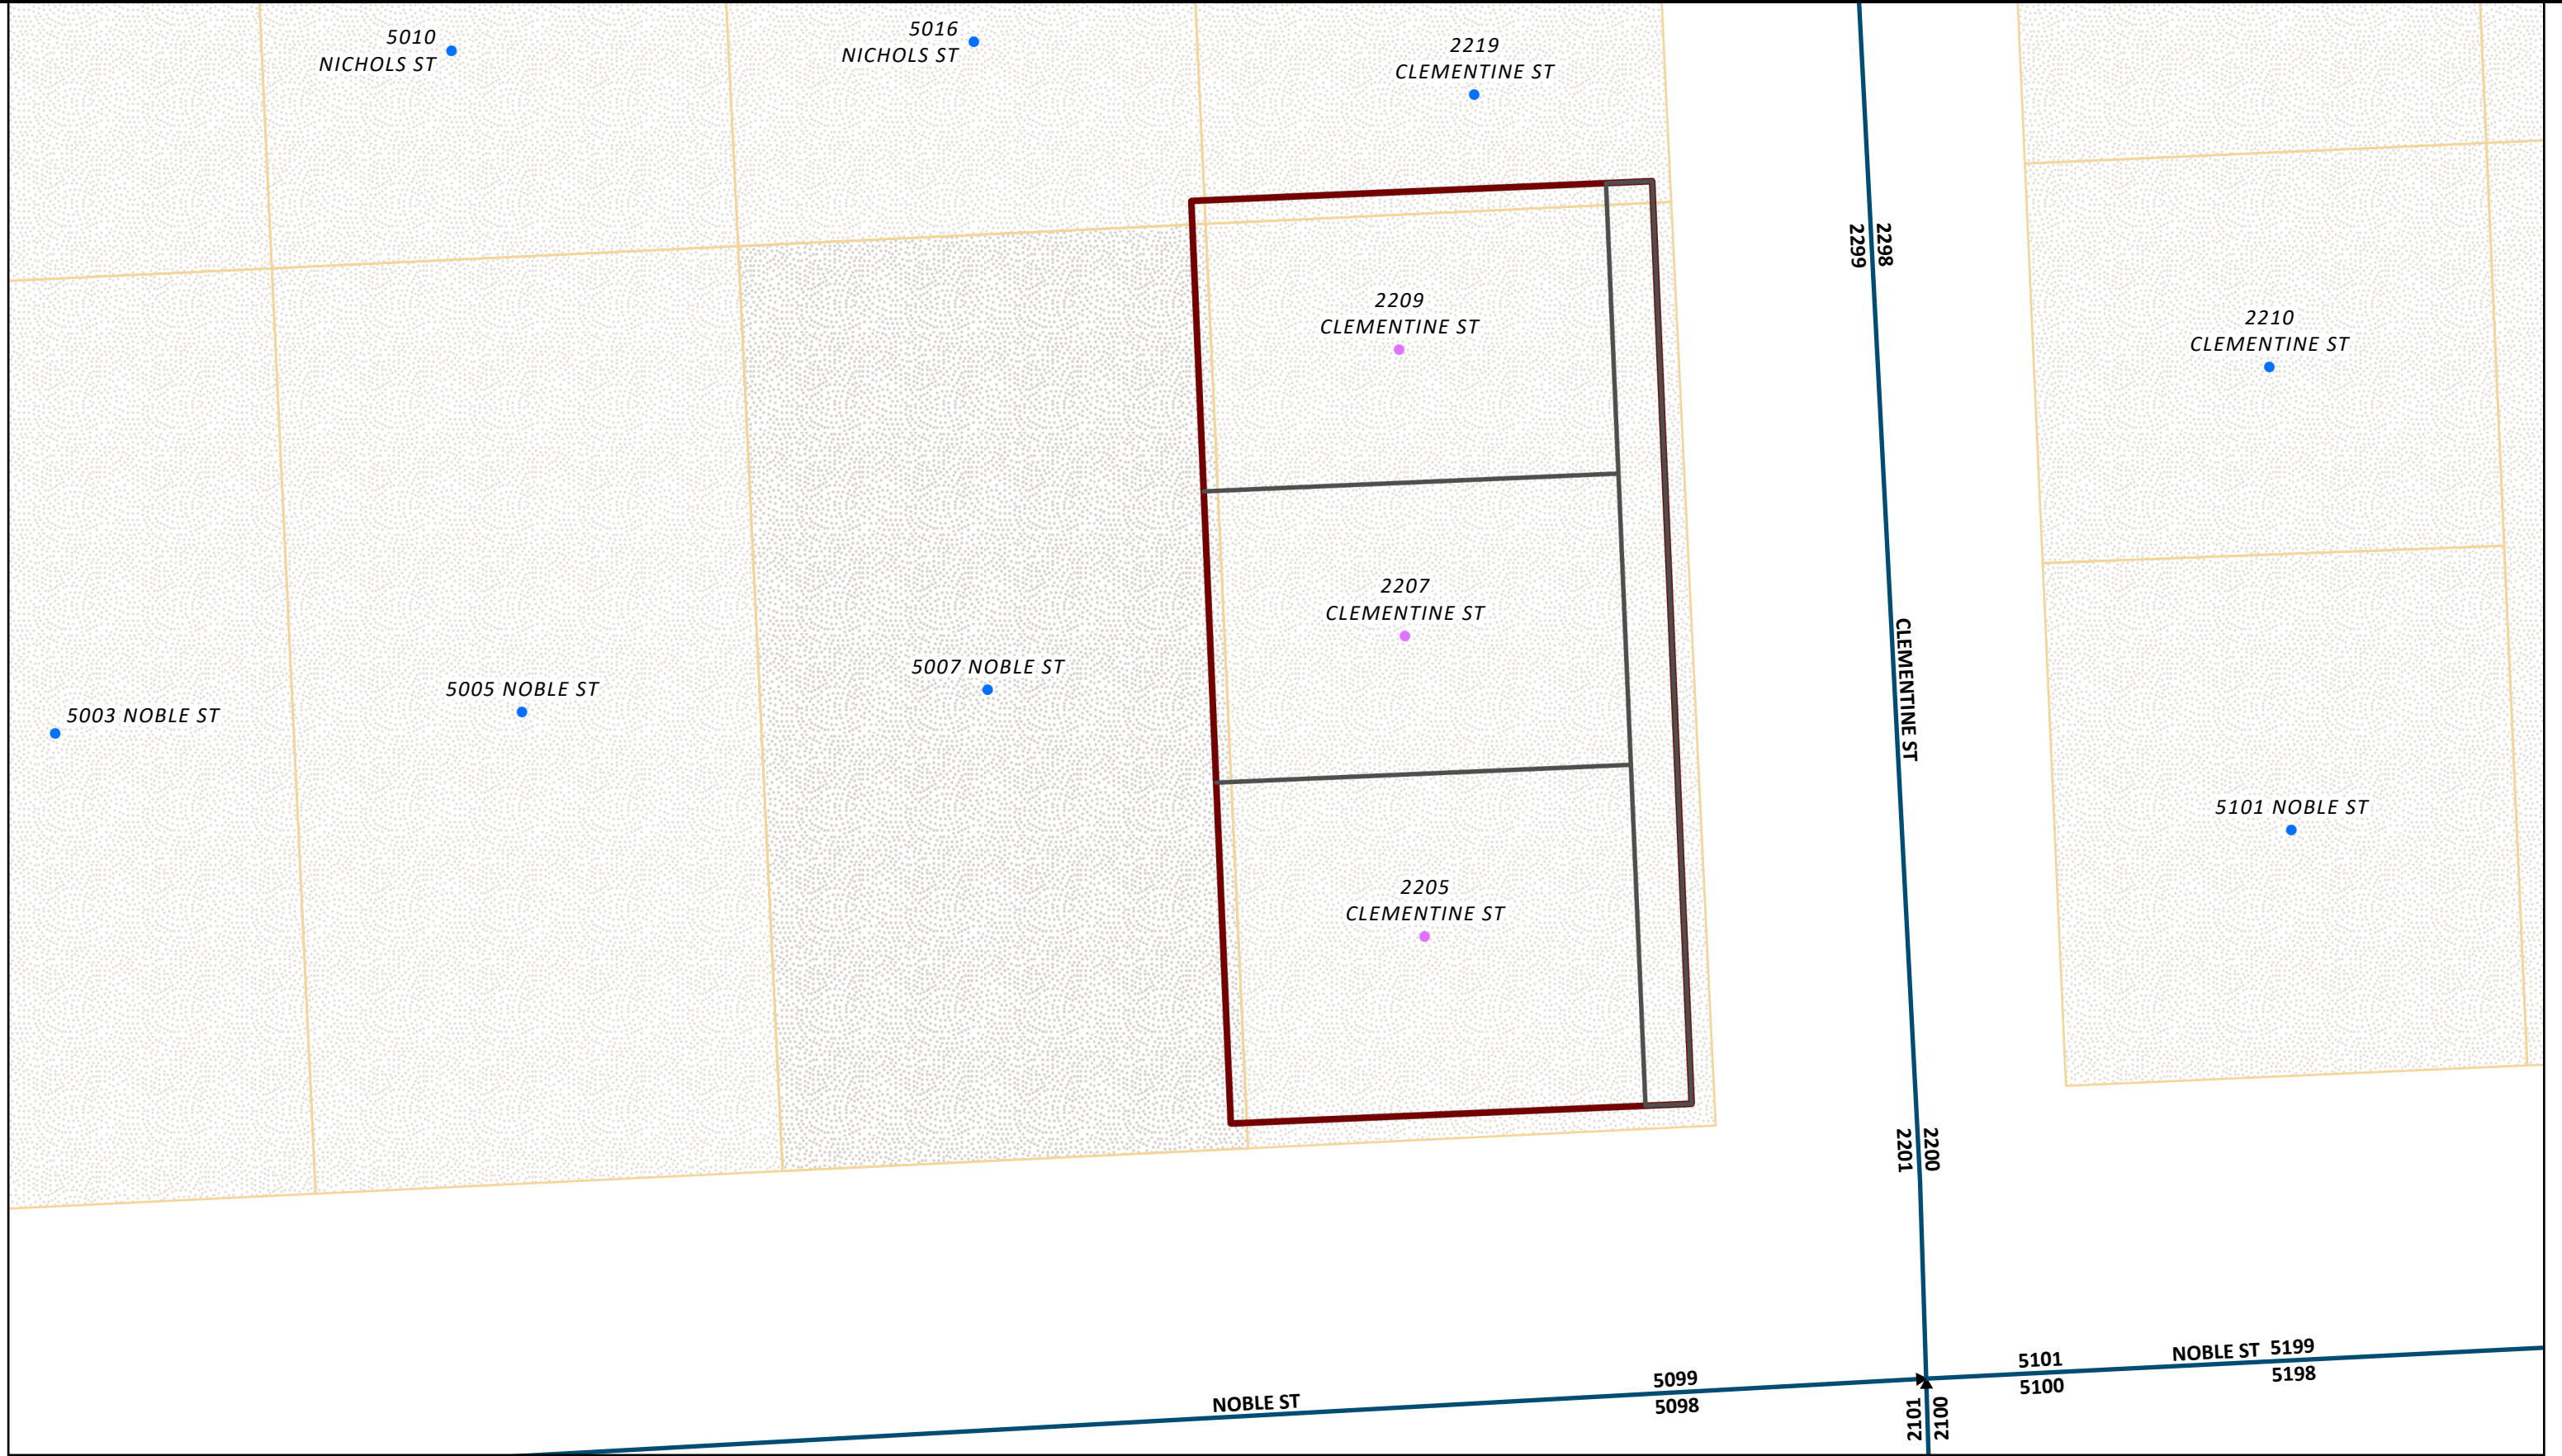 5010
NICHOLS ST
5016
NICHOLS ST
2219
CLEMENTINE ST
2299
2298
2209
CLEMENTINE ST
2210
CLEMENTINE ST
2207
CLEMENTINE ST
CLEMENTINE ST
5003 NOBLE ST
5005 NOBLE ST
5007 NOBLE ST
5101 NOBLE ST
2205
CLEMENTINE ST
2201
2200
NOBLE ST
5099
5098
5101
5100
NOBLE ST
5199
5198
2101
2100